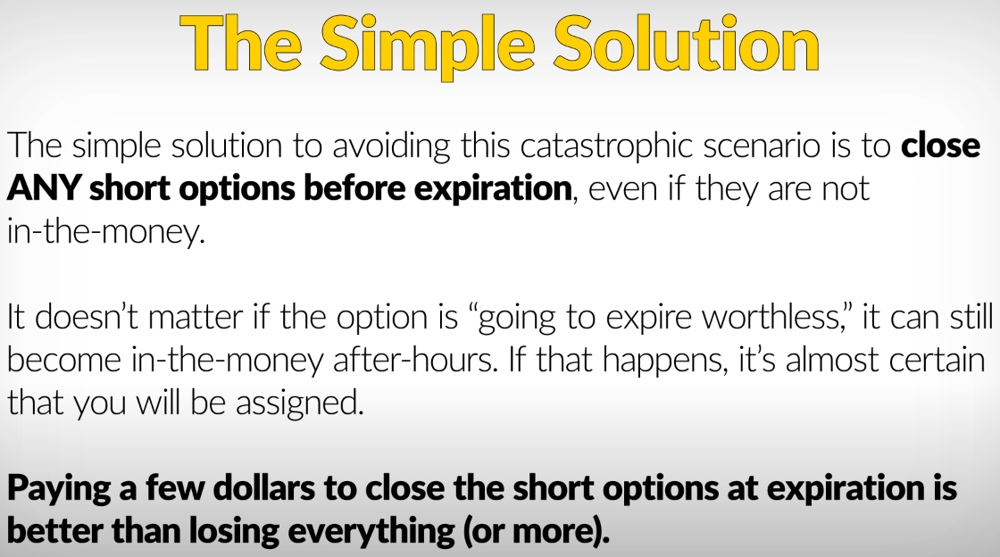 The Simple Solution
The simple solution to avoiding this catastrophic scenario is to close
ANY short options before expiration, even if they are not
in-the-money.
It doesn’t matter if the option is “going to expire worthless,” it can still
become in-the-money after-hours. If that happens, it’s almost certain
that you will be assigned.
Paying a few dollars to close the short options at expiration is
better than losing everything (or more).